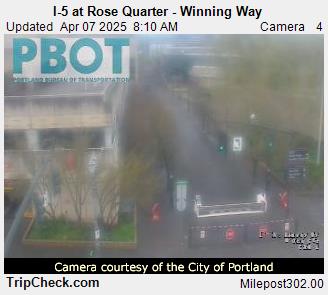 I-5 at Rose Quarter - Winning Way
Updated Apr 07 2025 8:10 AM Camera 4
PBOT
PORTLAND BUREAU OF TRANSPORTATION
Camera courtesy of the City of Portland
TripCheck.com Milepost302.00